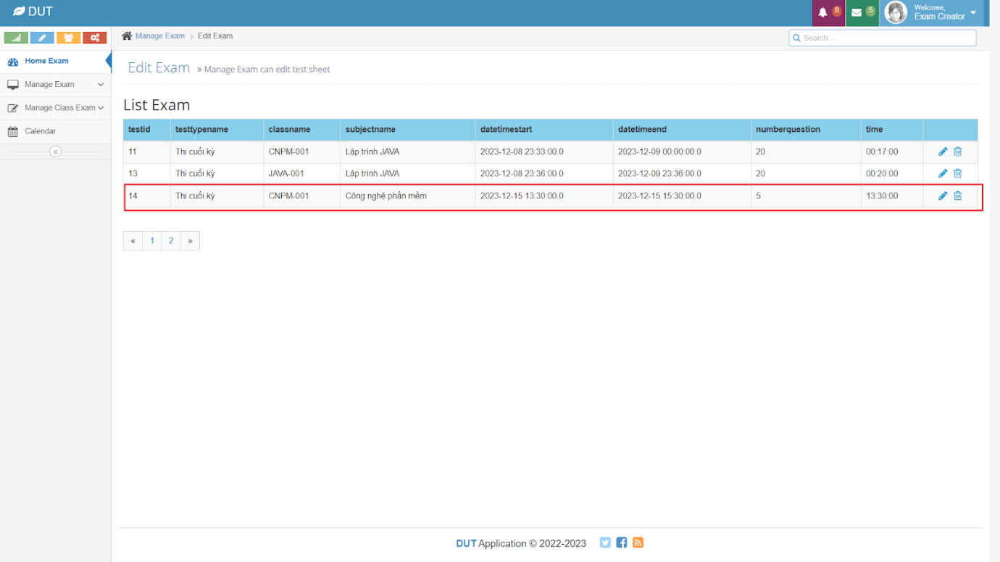 DUT
8
5
Welcome,
Exam Creator
Manage Exam
Edit Exam
Search ...
Home Exam
Manage Exam
Manage Class Exam
Calendar
Edit Exam » Manage Exam can edit test sheet
List Exam
testid testtypename classname subjectname datetimestart datetimeend numberquestion time
11 Thi cuối kỳ CNPM-001 Lập trình JAVA 2023-12-08 23:33:00.0 2023-12-09 00:00:00.0 20 00:17:00
13 Thi cuối kỳ JAVA-001 Lập trình JAVA 2023-12-08 23:36:00.0 2023-12-09 23:36:00.0 20 00:20:00
14 Thi cuối kỳ CNPM-001 Công nghệ phần mềm 2023-12-15 13:30:00.0 2023-12-15 15:30:00.0 5 13:30:00
« 1 2 »
DUT Application © 2022-2023